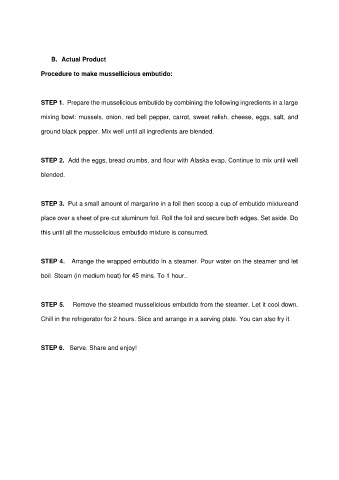 B. Actual Product
Procedure to make mussellicious embutido:
STEP 1. Prepare the musselicious embutido by combining the following ingredients in a large
mixing bowl: mussels, onion, red bell pepper, carrot, sweet relish, cheese, eggs, salt, and
ground black pepper. Mix well until all ingredients are blended.
STEP 2. Add the eggs, bread crumbs, and flour with Alaska evap. Continue to mix until well
blended.
STEP 3. Put a small amount of margarine in a foil then scoop a cup of embutido mixtureand
place over a sheet of pre cut aluminum foil. Roll the foil and secure both edges. Set aside. Do
this until all the musselicious embutido mixture is consumed.
STEP 4. Arrange the wrapped embutido in a steamer. Pour water on the steamer and let
boil. Steam (in medium heat) for 45 mins. To 1 hour..
STEP 5. Remove the steamed musselicious embutido from the steamer. Let it cool down.
Chill in the refrigerator for 2 hours. Slice and arrange in a serving plate. You can also fry it.
STEP 6. Serve. Share and enjoy!